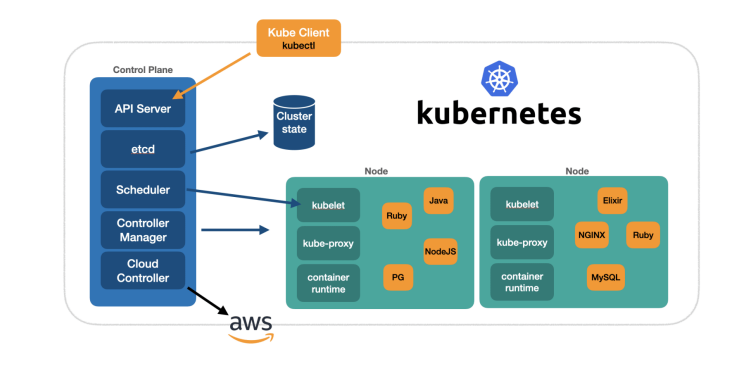 Kube Client
kubectl
Control Plane
API Server
etcd
Scheduler
Controller
Manager
Cloud
Controller
Cluster
state
kubernetes
aws
Node
kubelet
kube-proxy
container
runtime
Ruby
Java
NodeJS
PG
Node
kubelet
kube-proxy
container
runtime
Elixir
NGINX
Ruby
MySQL